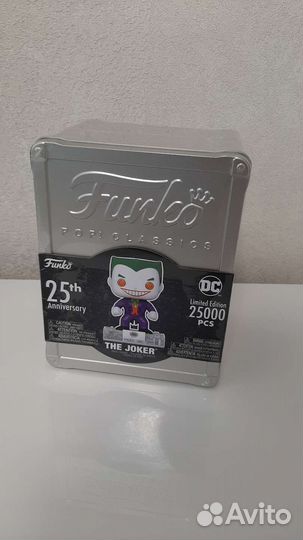 Funko
POP! CLASSICS
Funko
25th
Anniversary
DC
Limited Edition
25000
PCS
THE JOKER
Avito